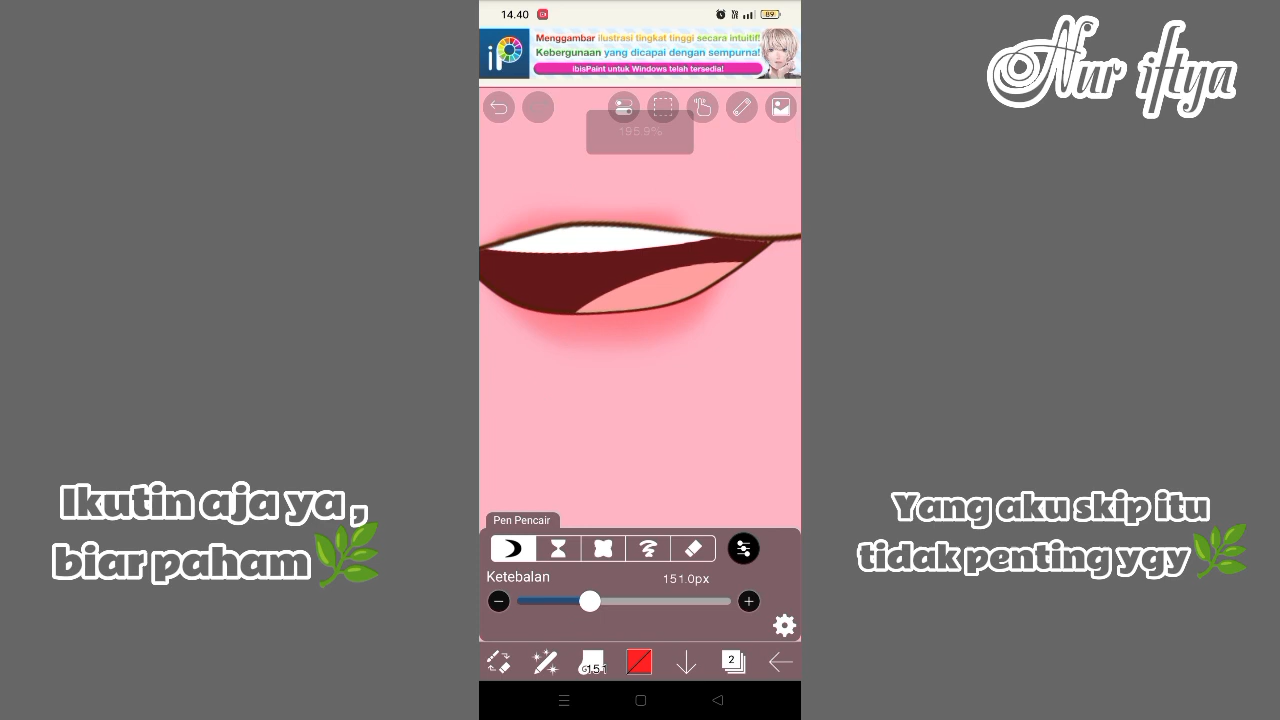 14.40
89
Menggambar ilustrasi tingkat tinggi secara intuitif!
Kebergunaan yang dicapai dengan sempurna!
ibisPaint untuk Windows telah tersedia!
iP
Nur iftya
195.9%
Ikutin aja ya ,
biar paham
Yang aku skip itu
tidak penting ygy
Pen Pencair
Ketebalan
151.0px
151
2